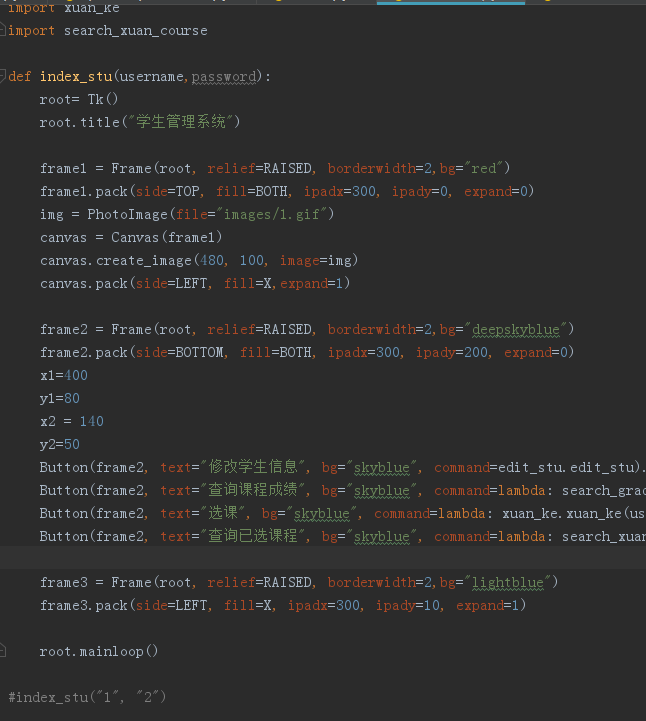 import xuan_ke
import search_xuan_course
def index_stu(username,password):
root= Tk()
root.title("学生管理系统")
frame1 = Frame(root, relief=RAISED, borderwidth=2,bg="red")
frame1.pack(side=TOP, fill=BOTH, ipadx=300, ipady=0, expand=0)
img = PhotoImage(file="images/1.gif")
canvas = Canvas(frame1)
canvas.create_image(480, 100, image=img)
canvas.pack(side=LEFT, fill=X,expand=1)
frame2 = Frame(root, relief=RAISED, borderwidth=2,bg="deepskyblue")
frame2.pack(side=BOTTOM, fill=BOTH, ipadx=300, ipady=200, expand=0)
x1=400
y1=80
x2 = 140
y2=50
Button(frame2, text="修改学生信息", bg="skyblue", command=edit_stu.edit_stu).
Button(frame2, text="查询课程成绩", bg="skyblue", command=lambda: search_grad
Button(frame2, text="选课", bg="skyblue", command=lambda: xuan_ke.xuan_ke(us
Button(frame2, text="查询已选课程", bg="skyblue", command=lambda: search_xuan
frame3 = Frame(root, relief=RAISED, borderwidth=2,bg="lightblue")
frame3.pack(side=LEFT, fill=X, ipadx=300, ipady=10, expand=1)
root.mainloop()
#index_stu("1", "2")